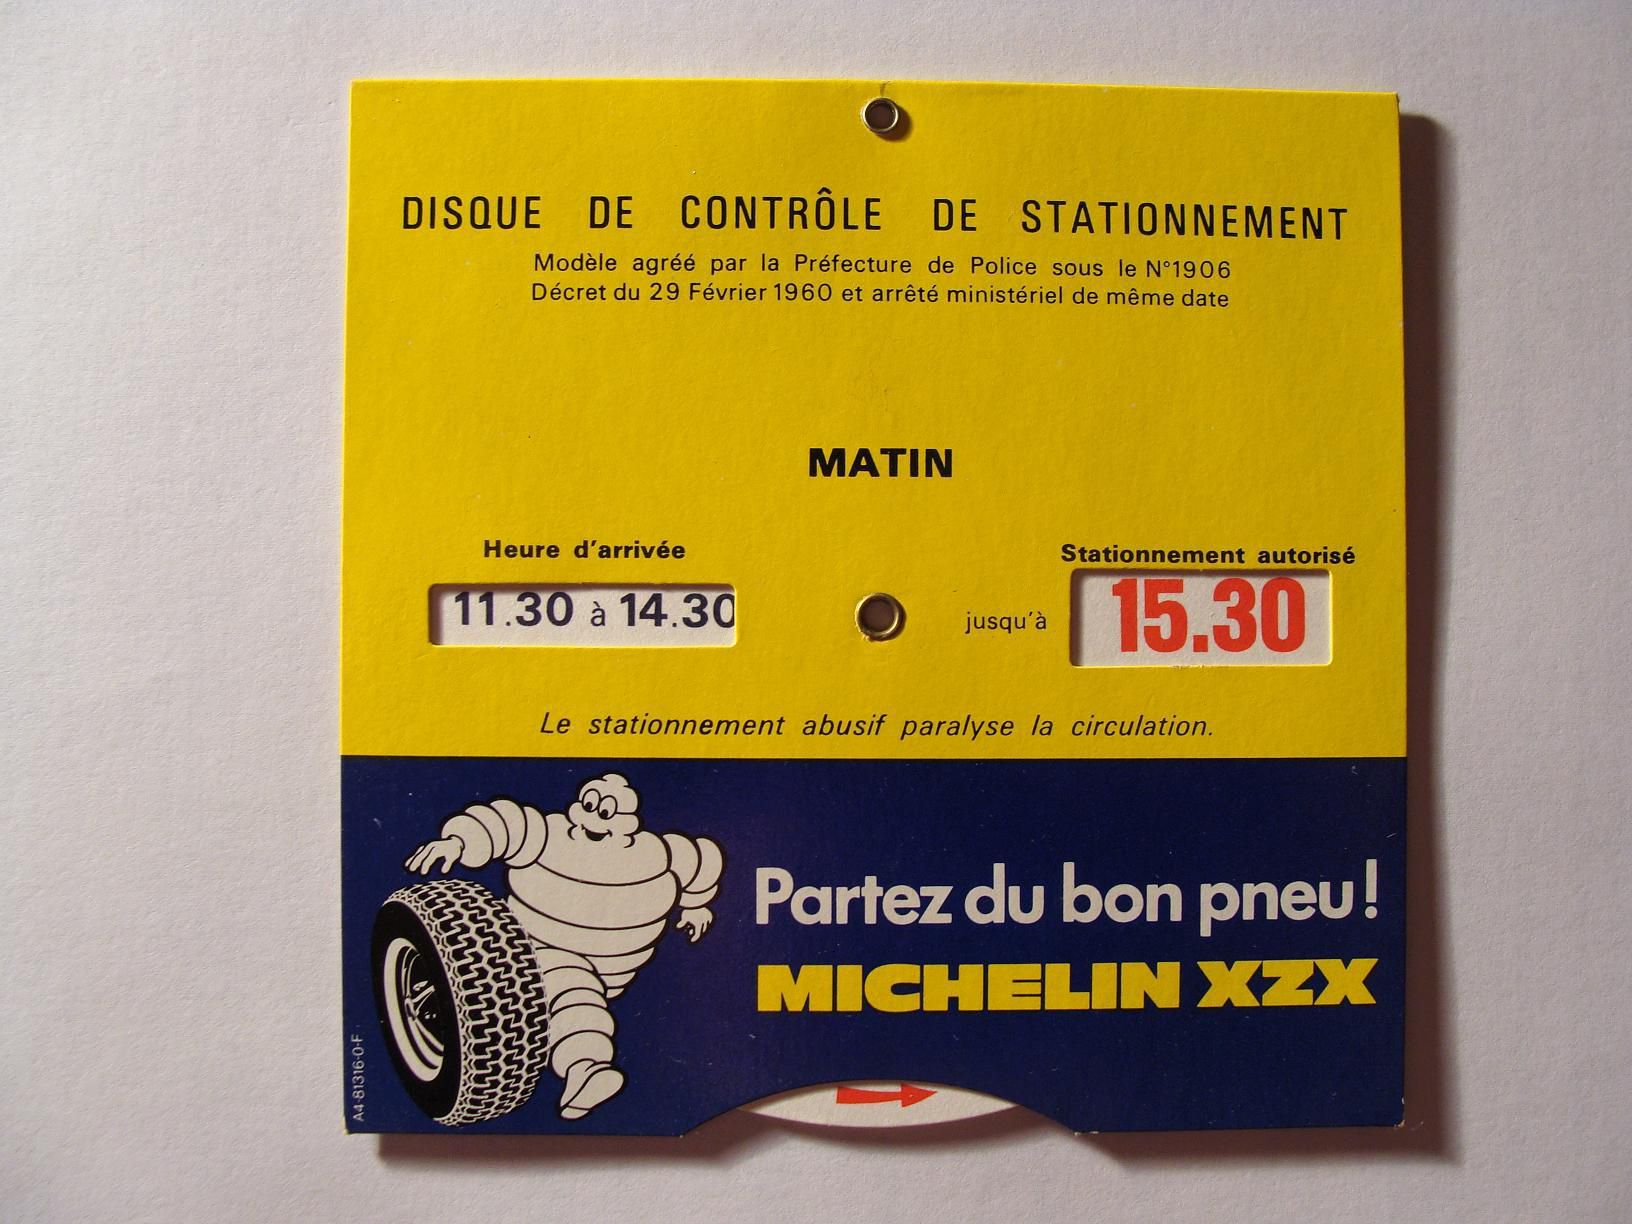 DISQUE DE CONTRÔLE DE STATIONNEMENT
Modèle agréé par la Préfecture de Police sous le N°1906
Décret du 29 Février 1960 et arrêté ministériel de même date
MATIN
Heure d'arrivée
11.30 à 14.30
Stationnement autorisé
jusqu'à 15.30
Le stationnement abusif paralyse la circulation.
Partez du bon pneu!
MICHELIN XZX
A4-81316-0-F